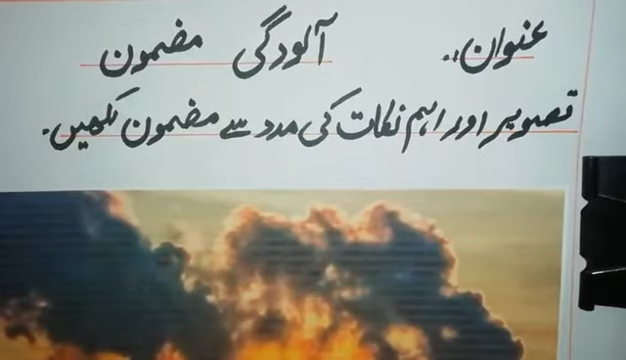 عنوان:. آلودگی مضمون
تصویر اور اہم نکات کی مدد سے مضمون لکھیں.